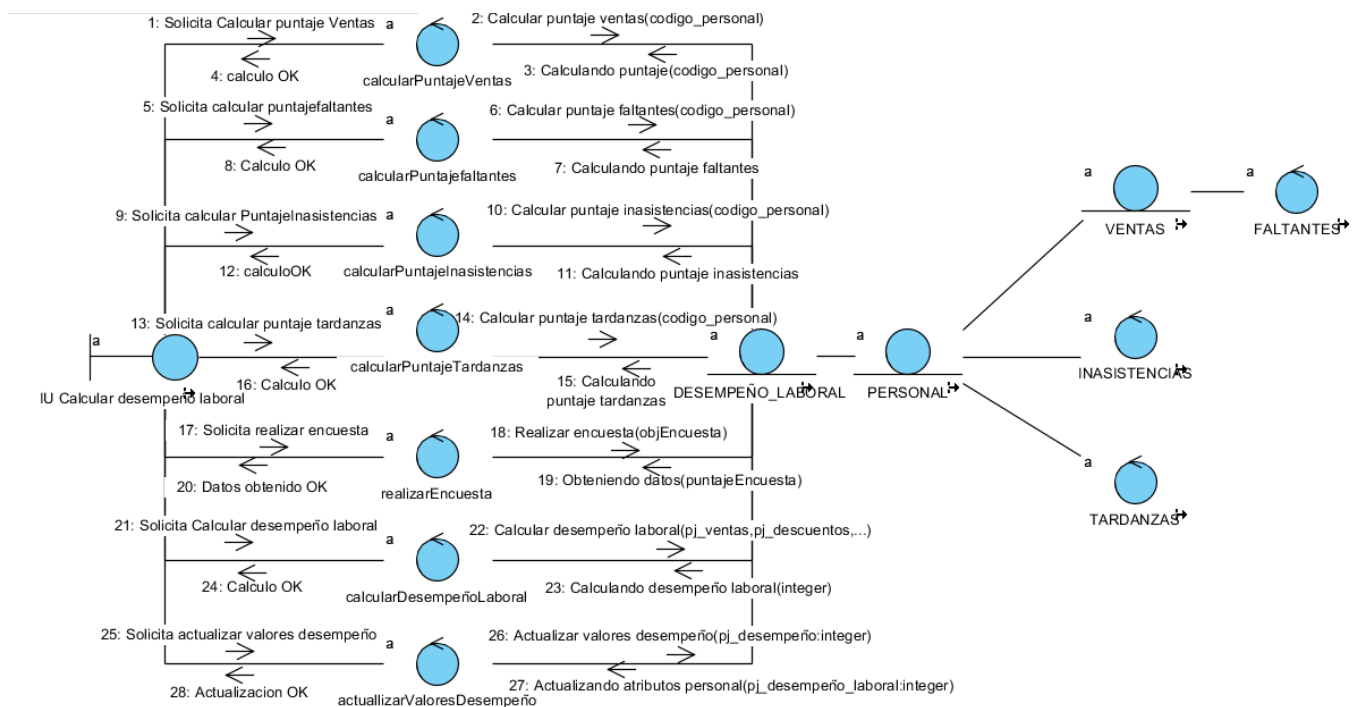 1: Solicita Calcular puntaje Ventas
a
2: Calcular puntaje ventas(codigo_personal)
4: calculo OK
calcularPuntajeVentas
3: Calculando puntaje(codigo_personal)
5: Solicita calcular puntajefaltantes
a
6: Calcular puntaje faltantes(codigo_personal)
8: Calculo OK
calcularPuntajefaltantes
7: Calculando puntaje faltantes
9: Solicita calcular PuntajeInasistencias
a
10: Calcular puntaje inasistencias(codigo_personal)
12: calculoOK
calcularPuntajeInasistencias
11: Calculando puntaje inasistencias
13: Solicita calcular puntaje tardanzas
a
14: Calcular puntaje tardanzas(codigo_personal)
a
IU Calcular desempeño laboral
16: Calculo OK
calcularPuntajeTardanzas
15: Calculando
puntaje tardanzas
a
DESEMPEÑO_LABORAL
a
PERSONAL
a
VENTAS
a
FALTANTES
a
INASISTENCIAS
a
TARDANZAS
17: Solicita realizar encuesta
a
18: Realizar encuesta(objEncuesta)
20: Datos obtenido OK
realizarEncuesta
19: Obteniendo datos(puntajeEncuesta)
21: Solicita Calcular desempeño laboral
a
22: Calcular desempeño laboral(pj_ventas,pj_descuentos,...)
24: Calculo OK
calcularDesempeñoLaboral
23: Calculando desempeño laboral(integer)
25: Solicita actualizar valores desempeño
a
26: Actualizar valores desempeño(pj_desempeño:integer)
28: Actualizacion OK
actuallizarValoresDesempeño
27: Actualizando atributos personal(pj_desempeño_laboral:integer)